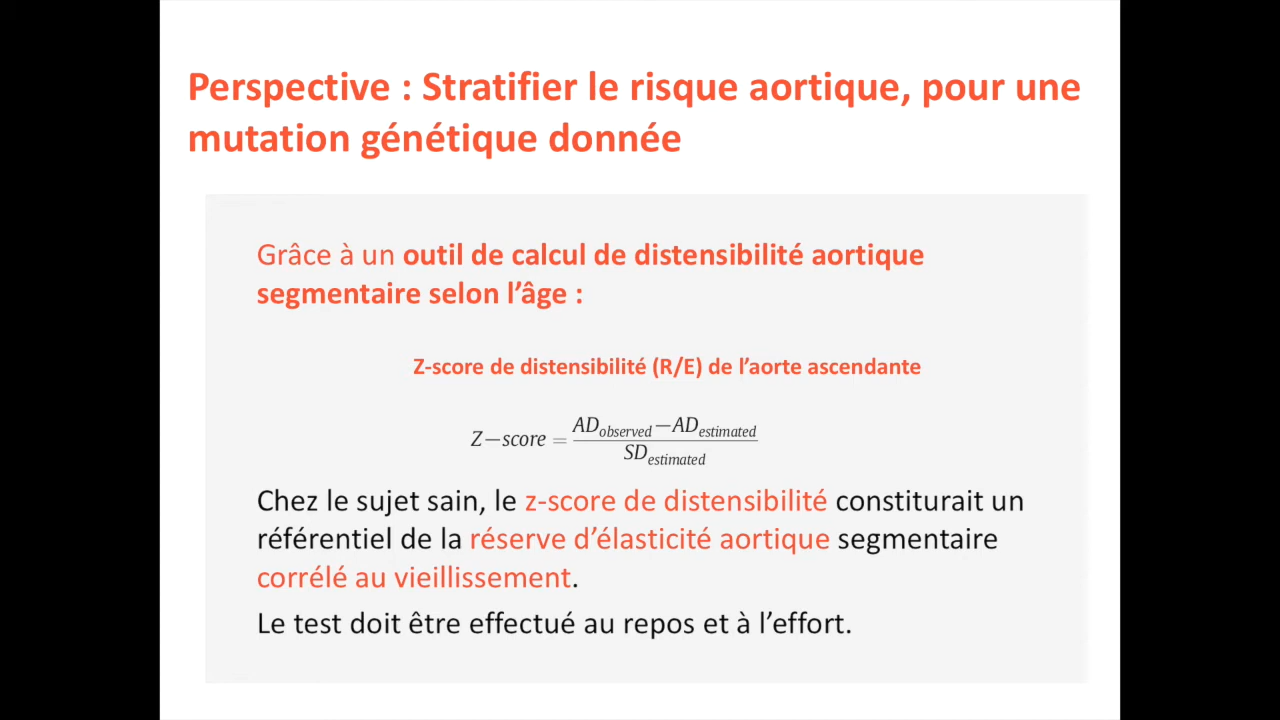 Perspective : Stratifier le risque aortique, pour une
mutation génétique donnée
Grâce à un outil de calcul de distensibilité aortique
segmentaire selon l’âge :
Z-score de distensibilité (R/E) de l’aorte ascendante
Z−score = (AD_observed − AD_estimated) / SD_estimated
Chez le sujet sain, le z-score de distensibilité constiturait un
référentiel de la réserve d’élasticité aortique segmentaire
corrélé au vieillissement.
Le test doit être effectué au repos et à l’effort.